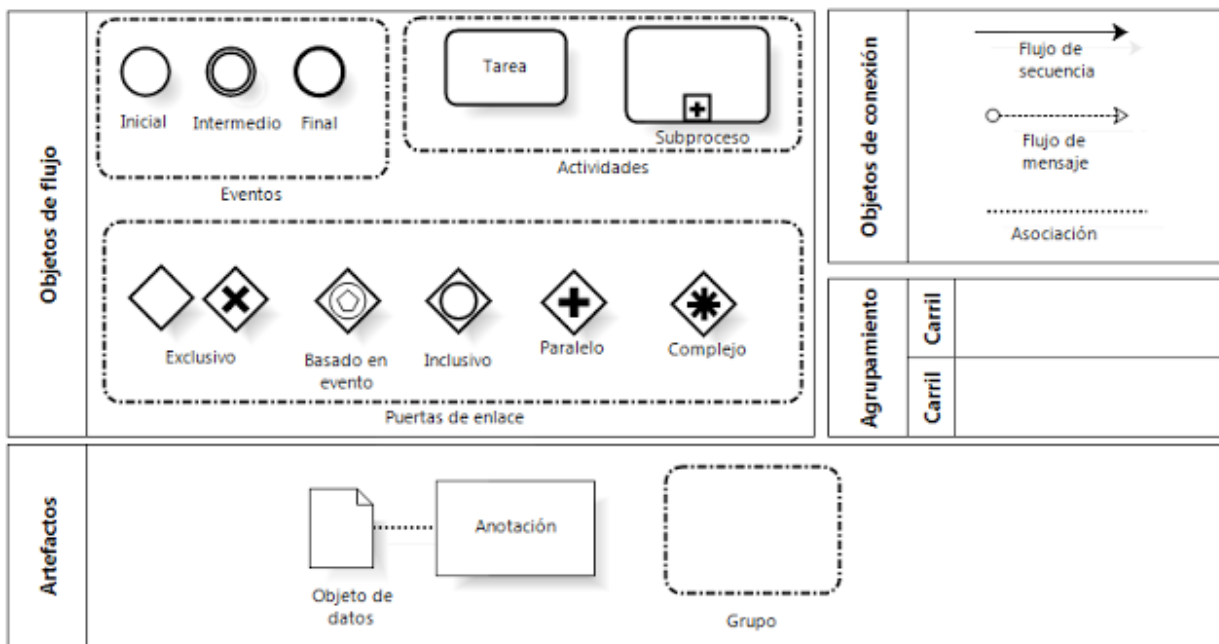 Objetos de flujo
Inicial
Intermedio
Final
Eventos
Tarea
Subproceso
Actividades
Exclusivo
Basado en
evento
Inclusivo
Paralelo
Complejo
Puertas de enlace
Objetos de conexión
Flujo de
secuencia
Flujo de
mensaje
Asociación
Agrupamiento
Carril
Carril
Artefactos
Objeto de
datos
Anotación
Grupo